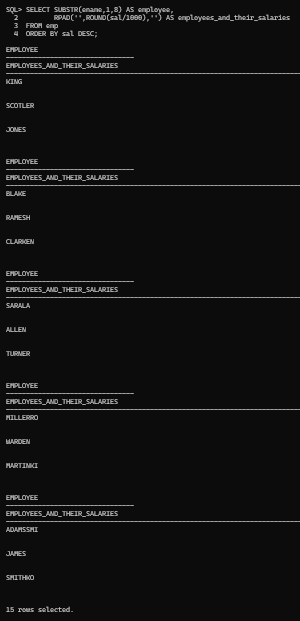 SQL> SELECT SUBSTR(ename,1,8) AS employee,
2 RPAD('',ROUND(sal/1000),'') AS employees_and_their_salaries
3 FROM emp
4 ORDER BY sal DESC;
EMPLOYEE
EMPLOYEES_AND_THEIR_SALARIES
KING
SCOTLER
JONES
EMPLOYEE
EMPLOYEES_AND_THEIR_SALARIES
BLAKE
RAMESH
CLARKEN
EMPLOYEE
EMPLOYEES_AND_THEIR_SALARIES
SARALA
ALLEN
TURNER
EMPLOYEE
EMPLOYEES_AND_THEIR_SALARIES
MILLERRO
WARDEN
MARTINKI
EMPLOYEE
EMPLOYEES_AND_THEIR_SALARIES
ADAMSSMI
JAMES
SMITHKO
15 rows selected.